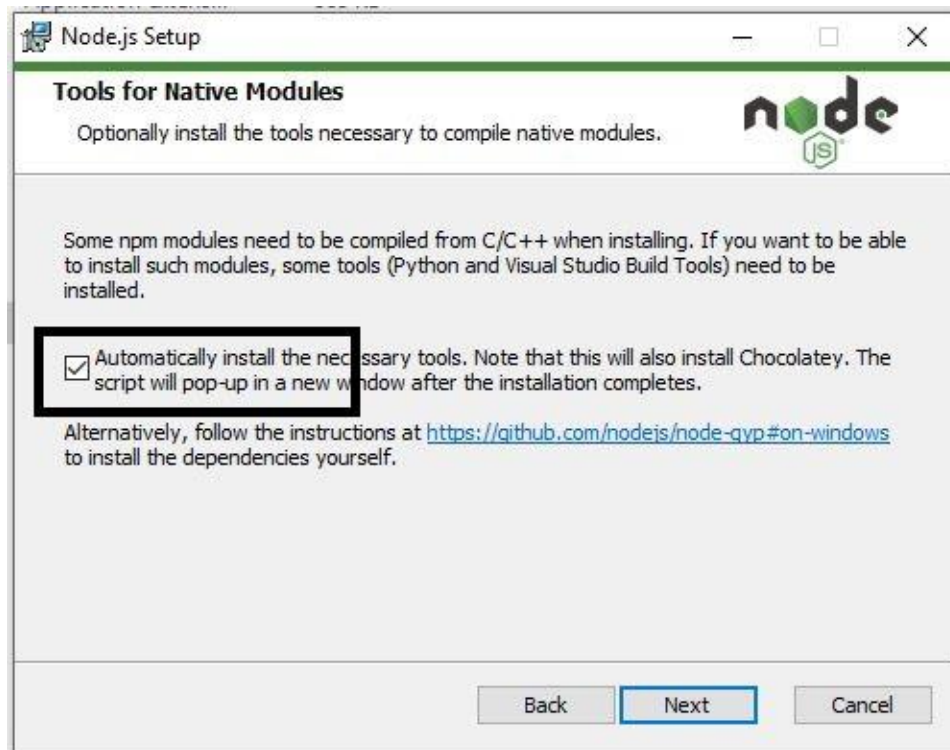 Node.js Setup
Tools for Native Modules
Optionally install the tools necessary to compile native modules.
node
JS
Some npm modules need to be compiled from C/C++ when installing. If you want to be able
to install such modules, some tools (Python and Visual Studio Build Tools) need to be
installed.
Automatically install the necessary tools. Note that this will also install Chocolatey. The
script will pop-up in a new window after the installation completes.
Alternatively, follow the instructions at https://github.com/nodejs/node-gyp#on-windows
to install the dependencies yourself.
Back Next Cancel